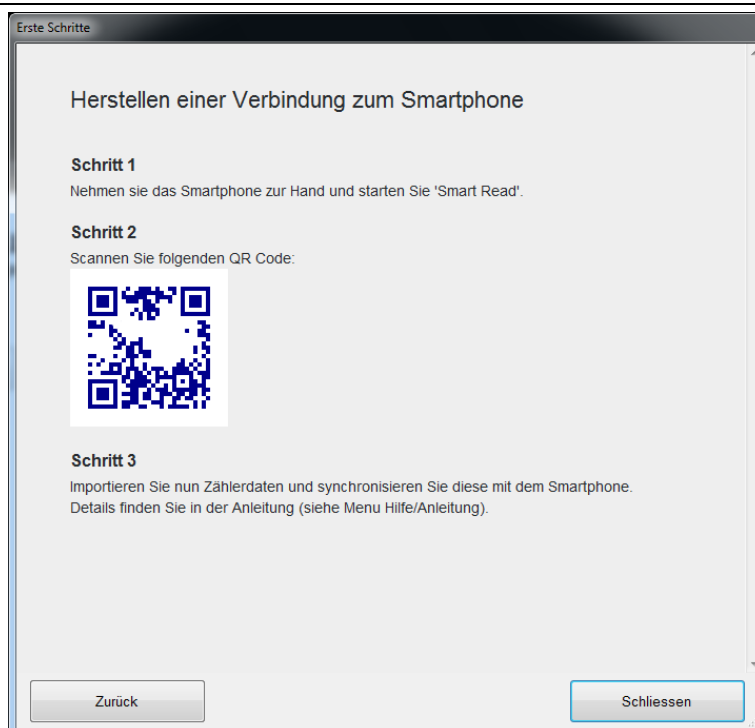 Erste Schritte
Herstellen einer Verbindung zum Smartphone
Schritt 1
Nehmen sie das Smartphone zur Hand und starten Sie 'Smart Read'.
Schritt 2
Scannen Sie folgenden QR Code:
Schritt 3
Importieren Sie nun Zählerdaten und synchronisieren Sie diese mit dem Smartphone.
Details finden Sie in der Anleitung (siehe Menu Hilfe/Anleitung).
Zurück
Schliessen